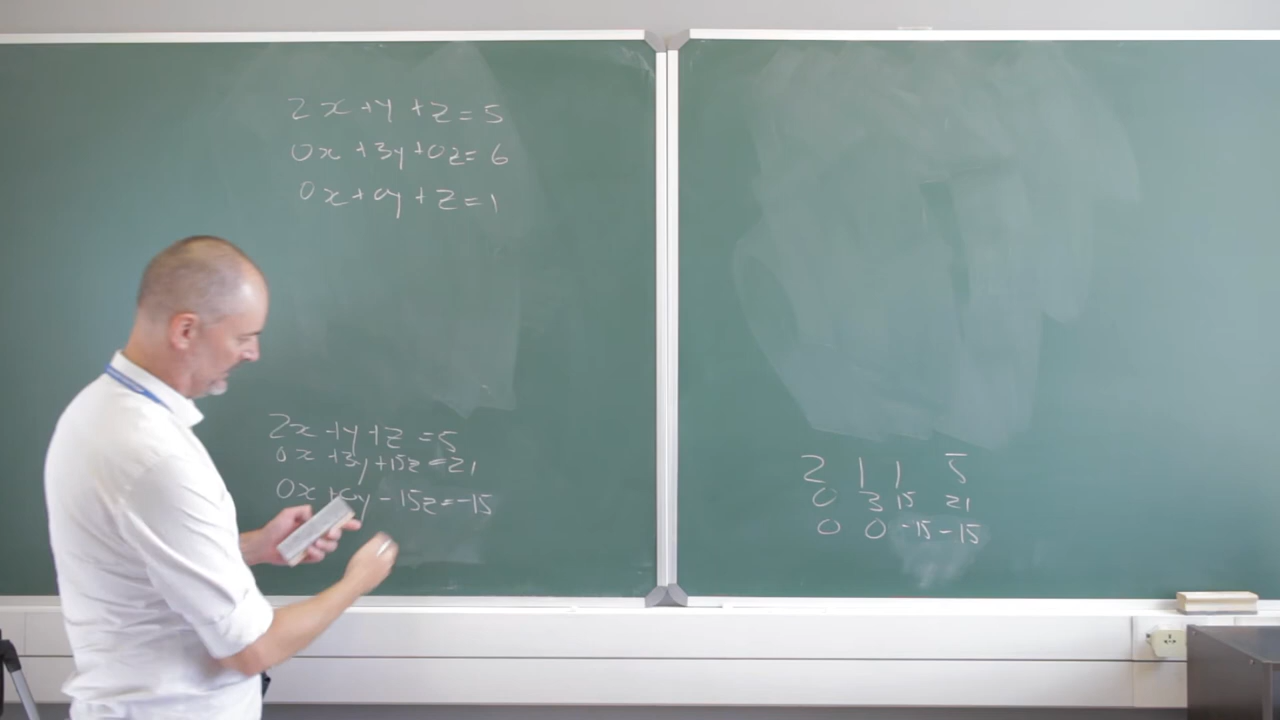 2x+y+z=5
0x+3y+0z=6
0x+0y+z=1
2x+y+z=5
0x+3y+15z=21
0x+0y-15z=-15
2 1 1 5
0 3 15 21
0 0 -15 -15